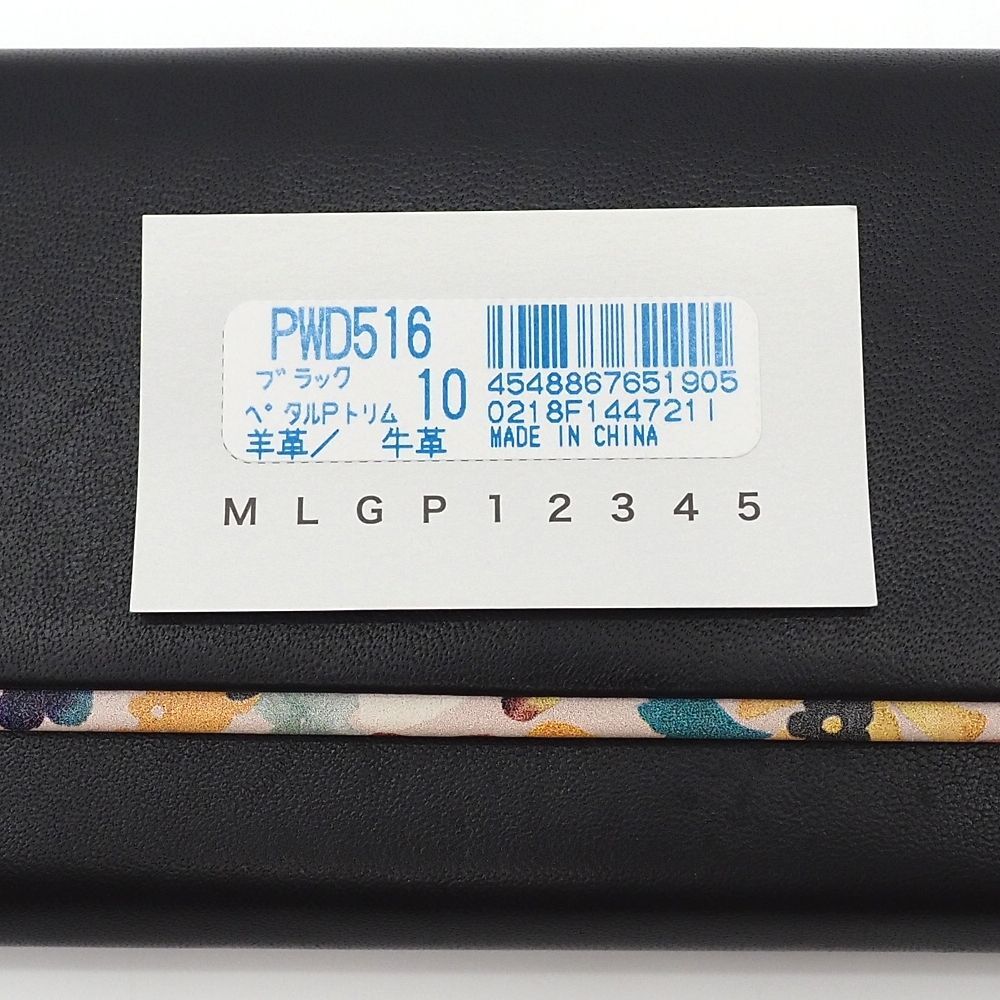 PWD516
ブラック
ペタルPトリム 10
羊革/ 牛革
4548867651905
0218F1447211
MADE IN CHINA
M L G P 1 2 3 4 5